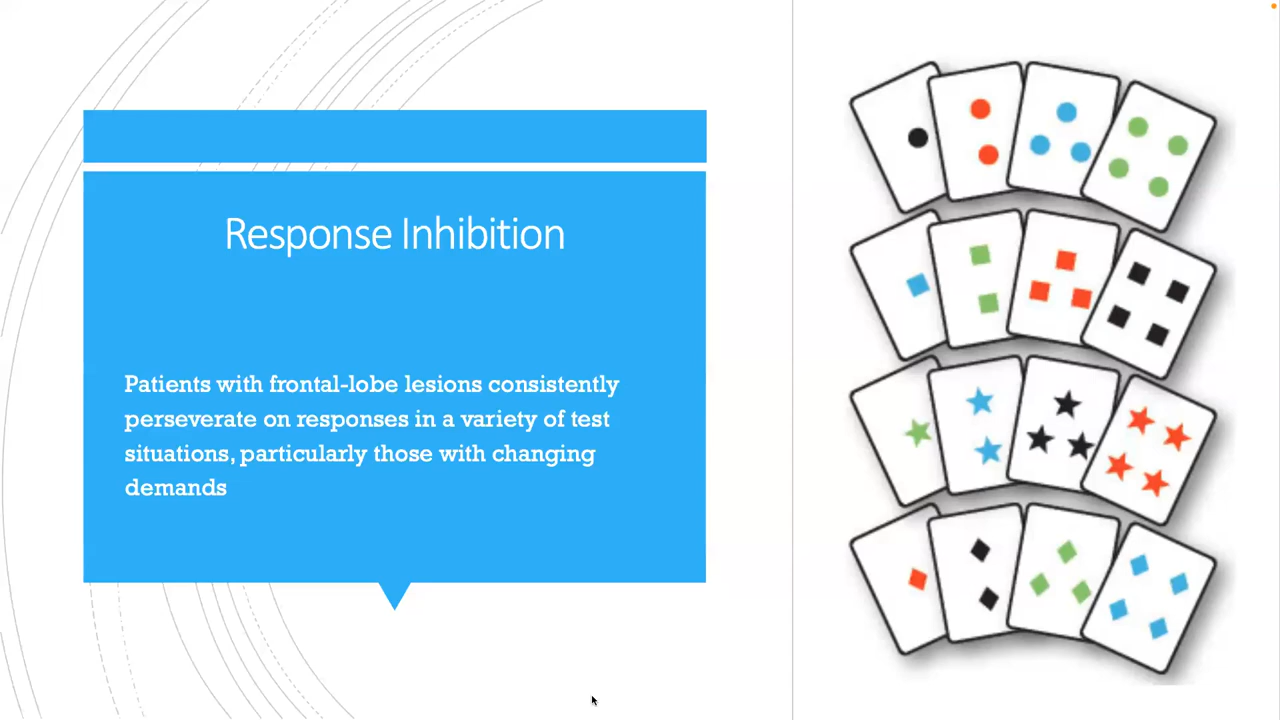 Response Inhibition
Patients with frontal-lobe lesions consistently
perseverate on responses in a variety of test
situations, particularly those with changing
demands